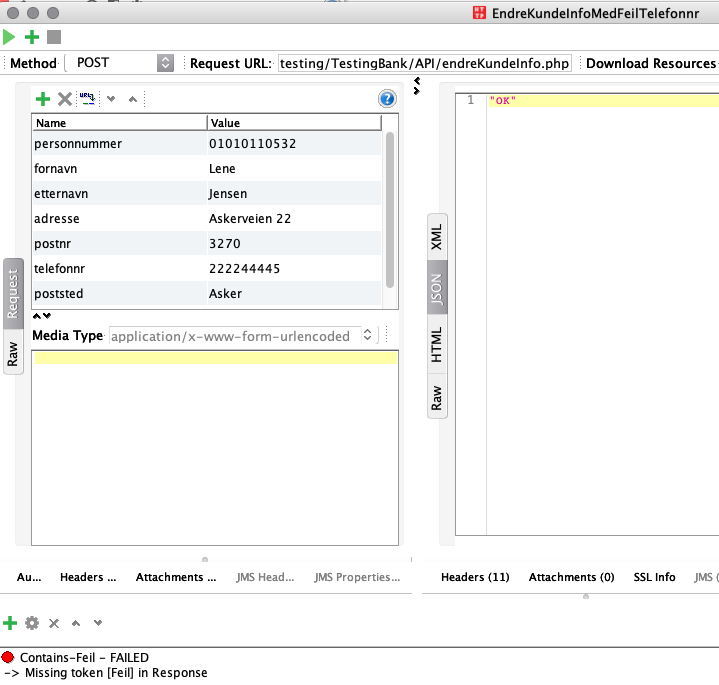 EndreKundeInfoMedFeilTelefonnr
Method POST Request URL: testing/TestingBank/API/endreKundeInfo.php Download Resources
URL
?
Name Value
personnummer 01010110532
fornavn Lene
etternavn Jensen
adresse Askerveien 22
postnr 3270
telefonnr 222244445
poststed Asker
Request
Raw
Media Type application/x-www-form-urlencoded
1 "OK"
XML
JSON
HTML
Raw
Au... Headers ... Attachments ... JMS Head... JMS Properties...
Headers (11) Attachments (0) SSL Info JMS (
Contains-Feil - FAILED
-> Missing token [Feil] in Response